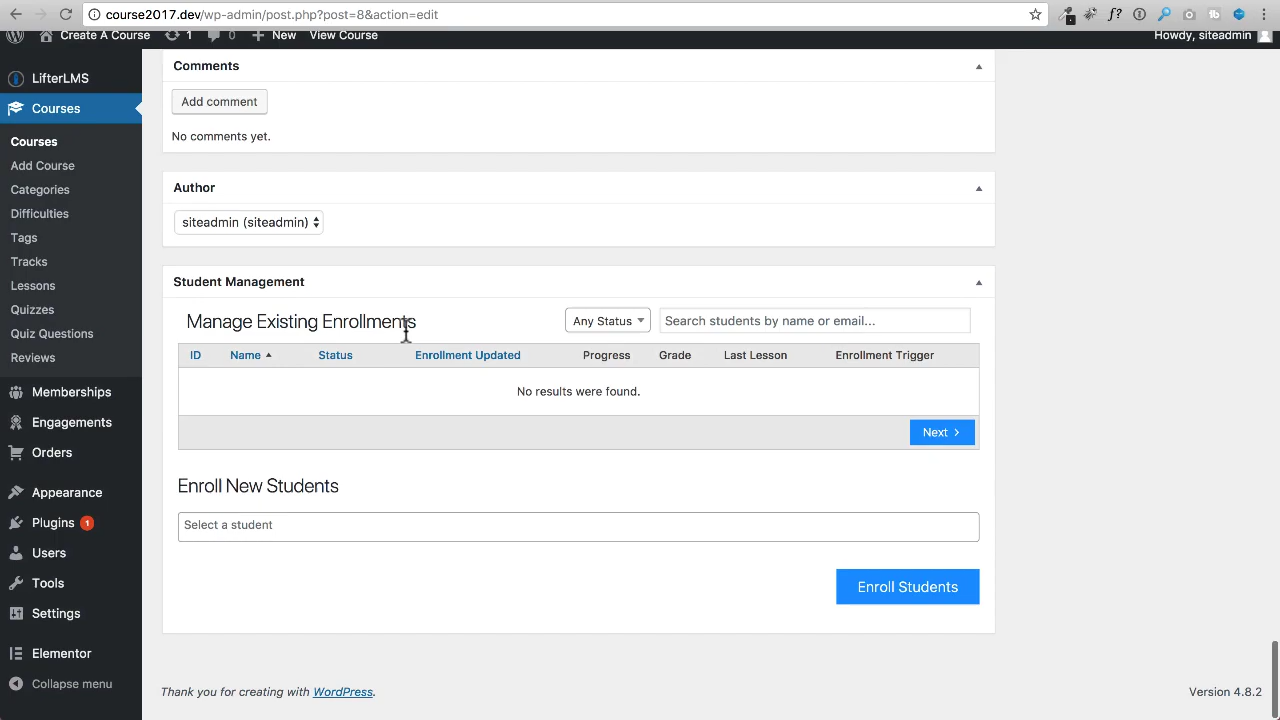 course2017.dev/wp-admin/post.php?post=8&action=edit
Create A Course 1 0 New View Course Howdy, siteadmin
LifterLMS
Courses
Courses
Add Course
Categories
Difficulties
Tags
Tracks
Lessons
Quizzes
Quiz Questions
Reviews
Memberships
Engagements
Orders
Appearance
Plugins 1
Users
Tools
Settings
Elementor
Collapse menu
Comments
Add comment
No comments yet.
Author
siteadmin (siteadmin)
Student Management
Manage Existing Enrollments Any Status Search students by name or email...
ID Name Status Enrollment Updated Progress Grade Last Lesson Enrollment Trigger
No results were found.
Next >
Enroll New Students
Select a student
Enroll Students
Thank you for creating with WordPress. Version 4.8.2